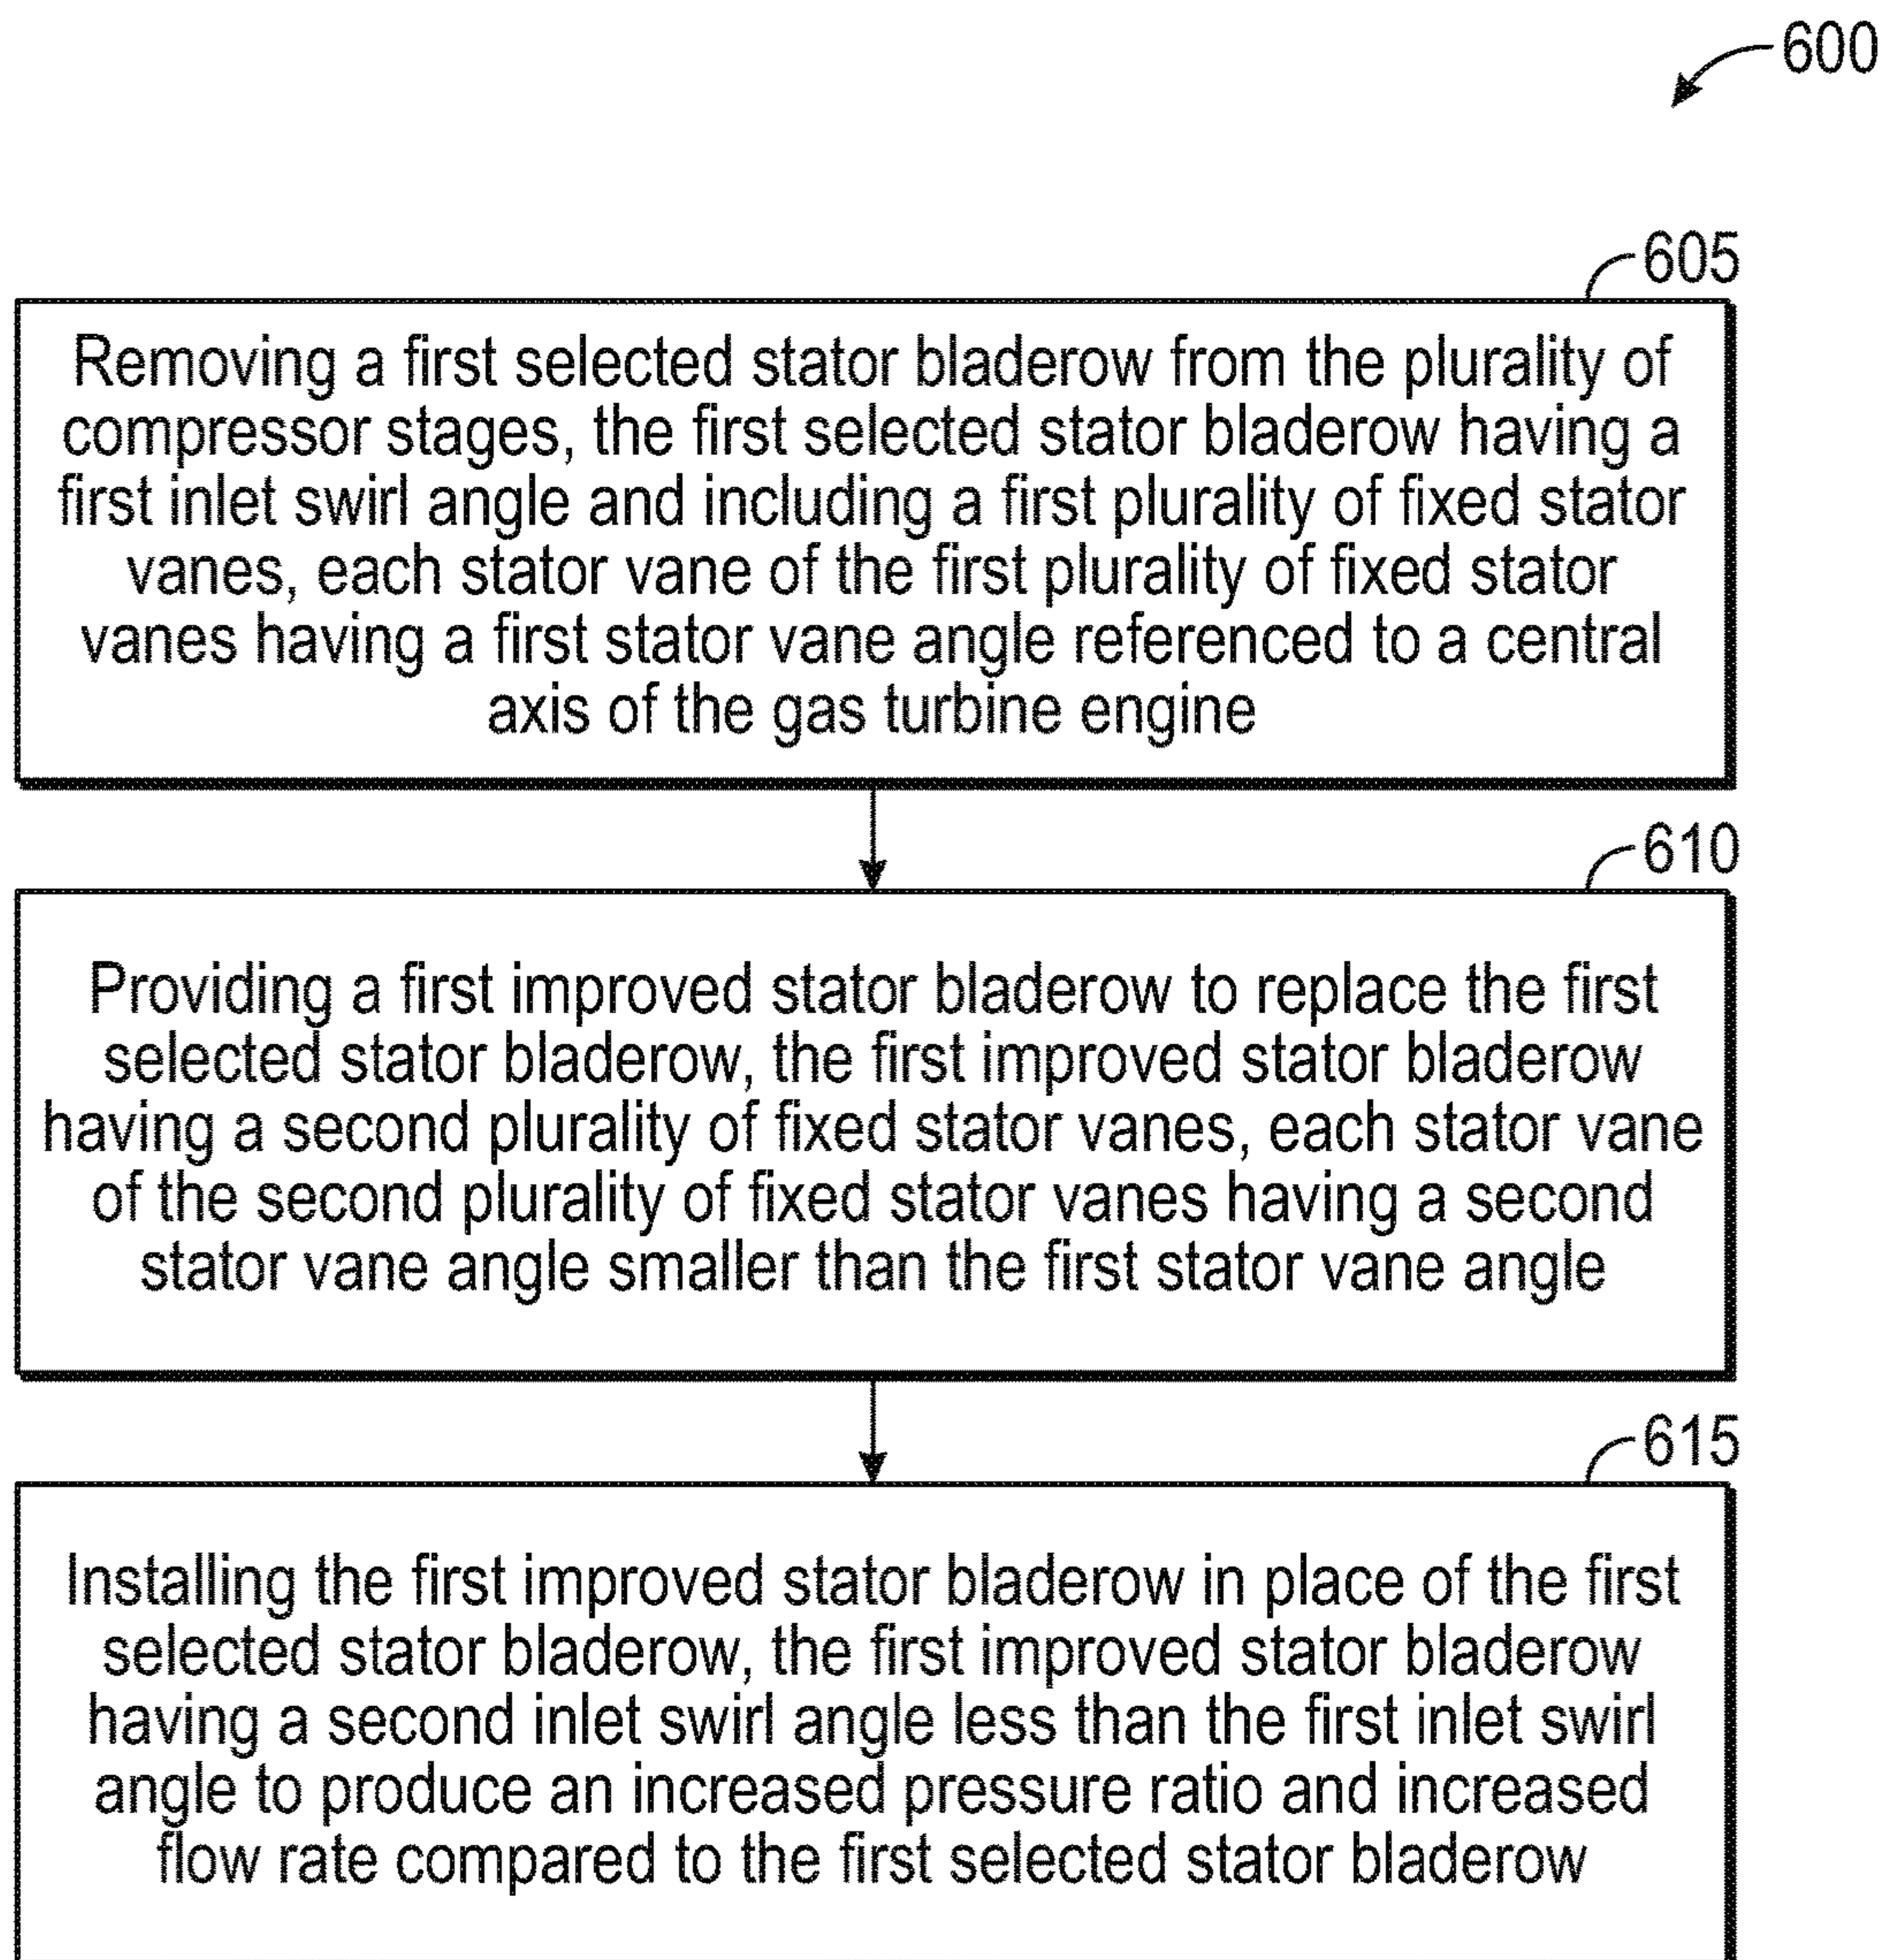 600
605
Removing a first selected stator bladerow from the plurality of
compressor stages, the first selected stator bladerow having a
first inlet swirl angle and including a first plurality of fixed stator
vanes, each stator vane of the first plurality of fixed stator
vanes having a first stator vane angle referenced to a central
axis of the gas turbine engine
610
Providing a first improved stator bladerow to replace the first
selected stator bladerow, the first improved stator bladerow
having a second plurality of fixed stator vanes, each stator vane
of the second plurality of fixed stator vanes having a second
stator vane angle smaller than the first stator vane angle
615
Installing the first improved stator bladerow in place of the first
selected stator bladerow, the first improved stator bladerow
having a second inlet swirl angle less than the first inlet swirl
angle to produce an increased pressure ratio and increased
flow rate compared to the first selected stator bladerow